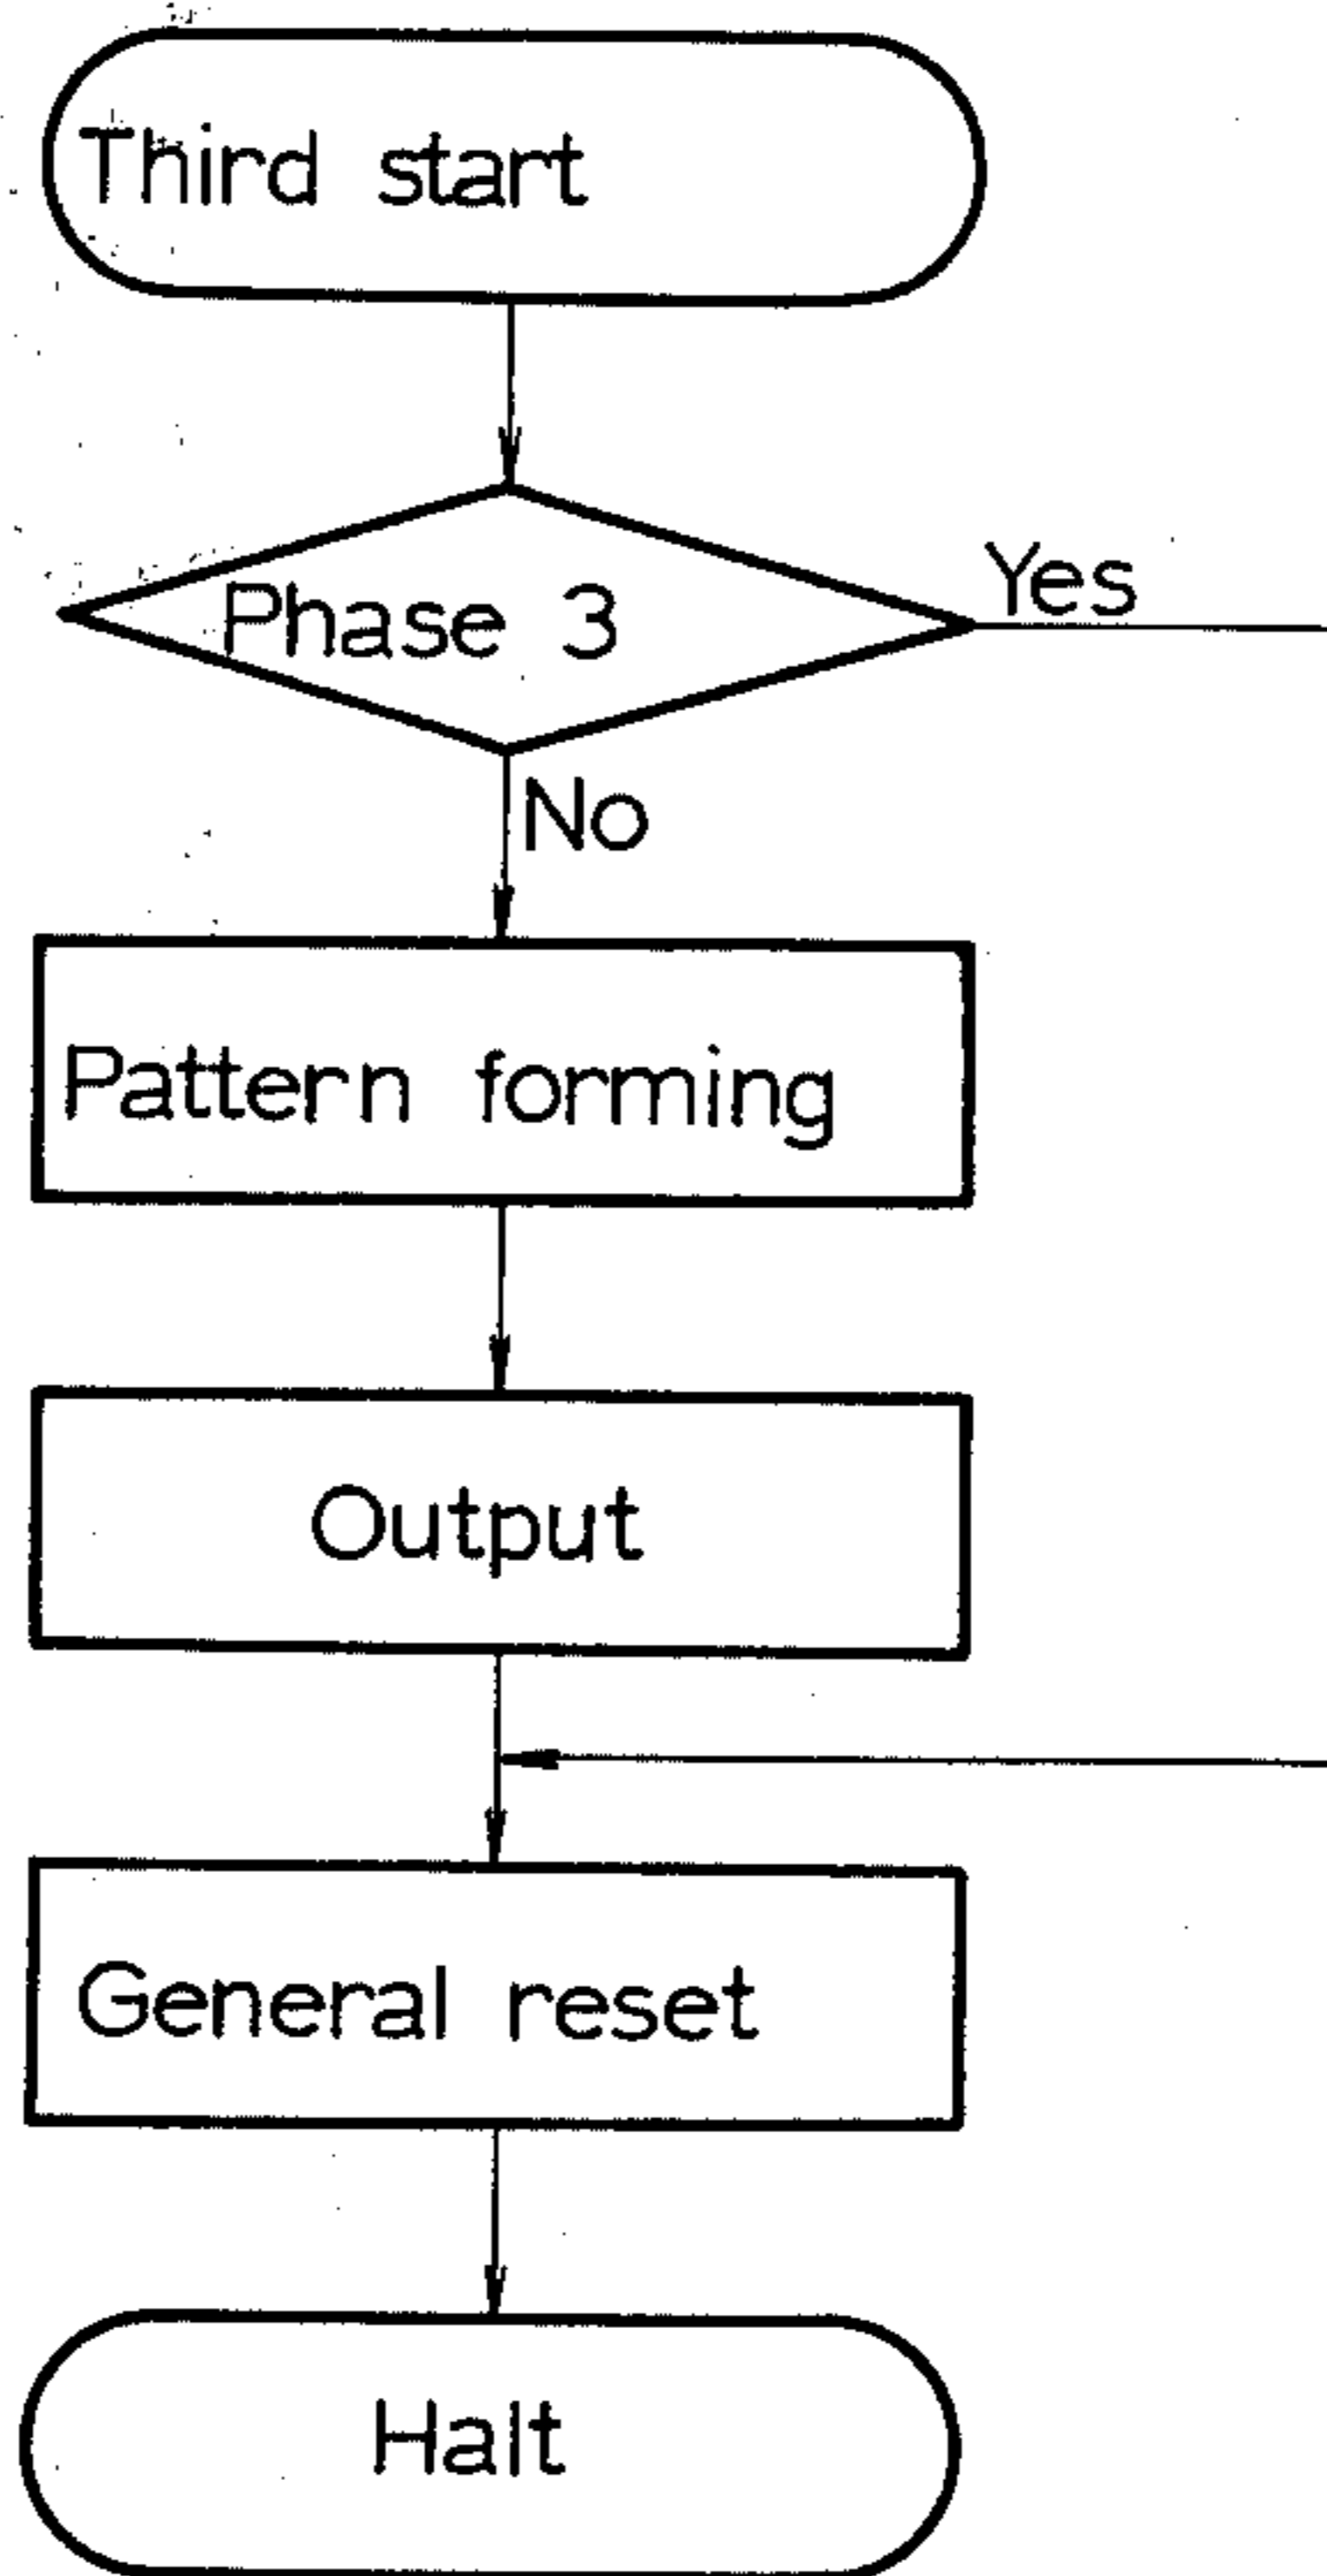 Third start
Phase 3
Yes
No
Pattern forming
Output
General reset
Halt